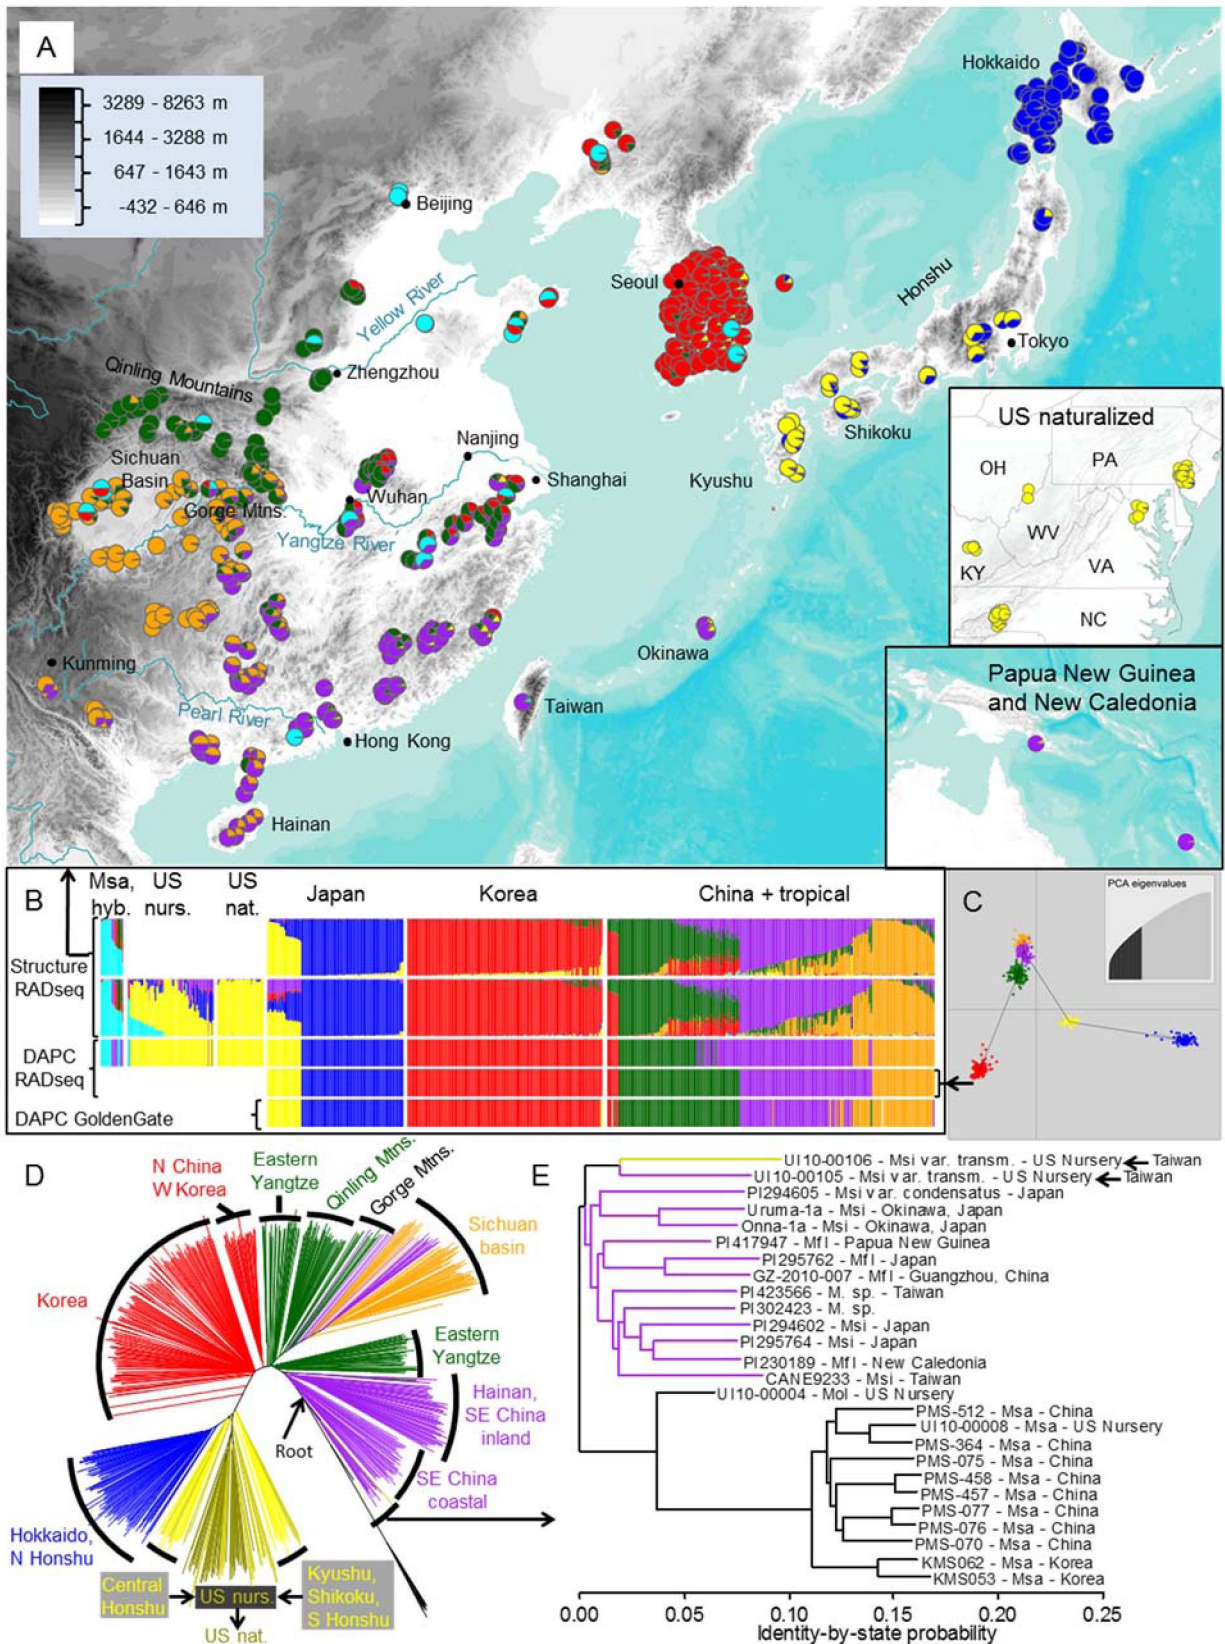 A
3289 - 8263 m
1644 - 3288 m
647 - 1643 m
-432 - 646 m
Hokkaido
Beijing
Seoul
Honshu
Yellow River
Tokyo
Qinling Mountains
Zhengzhou
Shikoku
Nanjing
Kyushu
Sichuan
Basin
Shanghai
Wuhan
Gorge Mtns.
Yangtze River
US naturalized
OH
PA
WV
KY
VA
NC
Okinawa
Kunming
Taiwan
Pearl River
Hong Kong
Hainan
Papua New Guinea
and New Caledonia
B
Msa,
hyb.
US
nurs.
US
nat.
Japan
Korea
China + tropical
Structure
RADseq
DAPC
RADseq
DAPC GoldenGate
C
PCA eigenvalues
D
N China
W Korea
Eastern
Yangtze
Qinling Mtns.
Gorge Mtns.
Sichuan
basin
Korea
Eastern
Yangtze
Hainan,
SE China
inland
Root
SE China
coastal
Hokkaido,
N Honshu
Central
Honshu
US nurs.
Kyushu,
Shikoku,
S Honshu
US nat.
E
UI10-00106 - Msi var. transm. - US Nursery Taiwan
UI10-00105 - Msi var. transm. - US Nursery Taiwan
PI294605 - Msi var. condensatus - Japan
Uruma-1a - Msi - Okinawa, Japan
Onna-1a - Msi - Okinawa, Japan
PI417947 - Mfl - Papua New Guinea
PI295762 - Mfl - Japan
GZ-2010-007 - Mfl - Guangzhou, China
PI423566 - M. sp. - Taiwan
PI302423 - M. sp.
PI294602 - Msi - Japan
PI295764 - Msi - Japan
PI230189 - Mfl - New Caledonia
CANE9233 - Msi - Taiwan
UI10-00004 - Mol - US Nursery
PMS-512 - Msa - China
UI10-00008 - Msa - US Nursery
PMS-364 - Msa - China
PMS-075 - Msa - China
PMS-458 - Msa - China
PMS-457 - Msa - China
PMS-077 - Msa - China
PMS-076 - Msa - China
PMS-070 - Msa - China
KMS062 - Msa - Korea
KMS053 - Msa - Korea
0.00 0.05 0.10 0.15 0.20 0.25
Identity-by-state probability